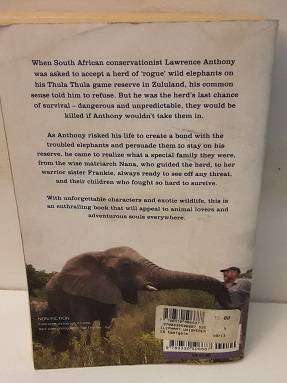 When South African conservationist Lawrence Anthony
was asked to accept a herd of 'rogue' wild elephants on
his Thula Thula game reserve in Zululand, his common
sense told him to refuse. But he was the herd's last chance
of survival – dangerous and unpredictable, they would be
killed if Anthony wouldn't take them in.
As Anthony risked his life to create a bond with the
troubled elephants and persuade them to stay on his
reserve, he came to realize what a special family they were,
from the wise matriarch Nana, who guarded the herd, to her
warrior sister Frankie, always ready to see off any threat,
and their children who fought so hard to survive.
With unforgettable characters and exotic wildlife, this is
an enthralling book that will appeal to animal lovers and
adventurous souls everywhere.
NON-FICTION
ELEPHANT WHISPERER